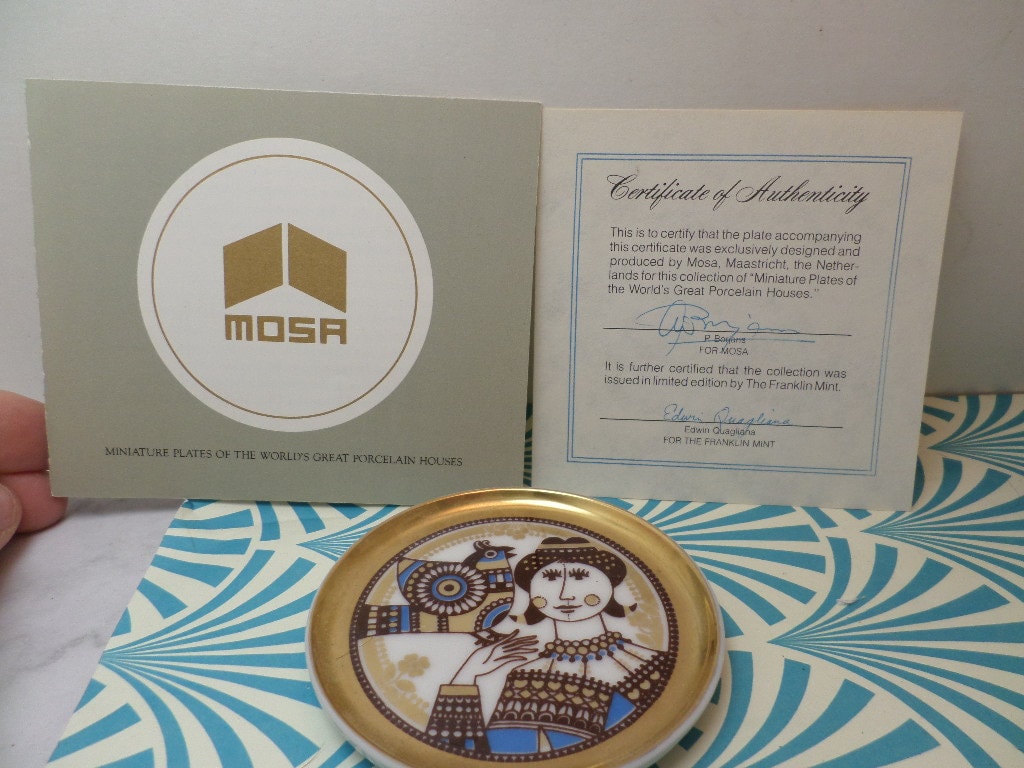 MOSA
MINIATURE PLATES OF THE WORLD'S GREAT PORCELAIN HOUSES
Certificate of Authenticity
This is to certify that the plate accompanying
this certificate was exclusively designed and
produced by Mosa, Maastricht, the Nether-
lands for this collection of "Miniature Plates of
the World's Great Porcelain Houses."
P.
FOR MOSA
It is further certified that the collection was
issued in limited edition by The Franklin Mint.
Edwin Quagliana
Edwin Quagliana
FOR THE FRANKLIN MINT